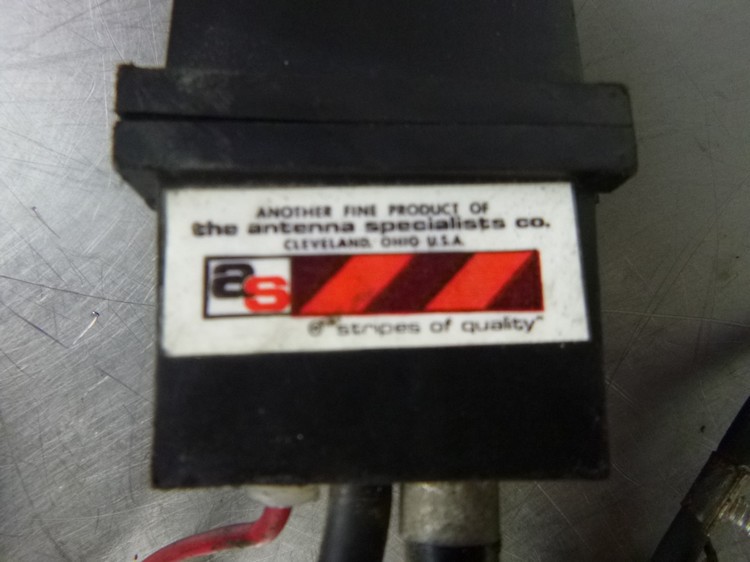 ANOTHER FINE PRODUCT OF
the antenna specialists co.
CLEVELAND, OHIO U.S.A.
as
® "stripes of quality"